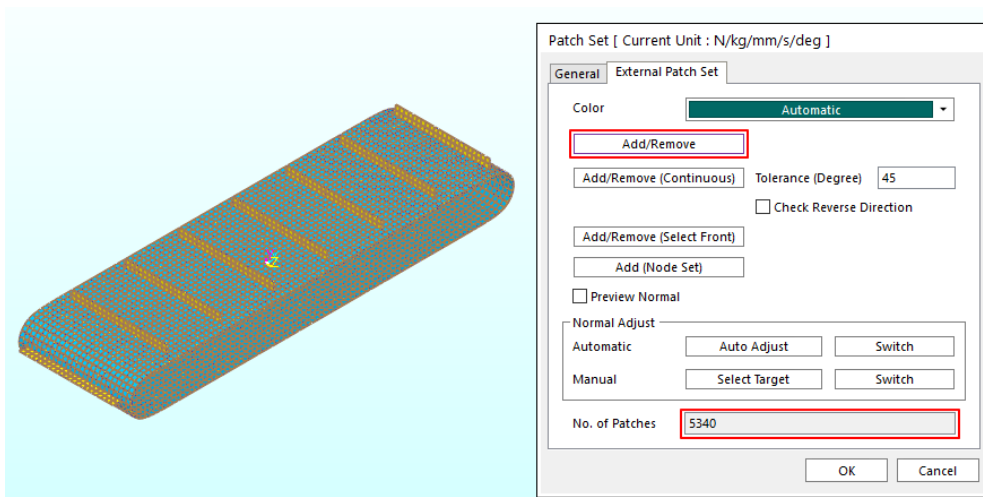 Patch Set [ Current Unit : N/kg/mm/s/deg ]
General External Patch Set
Color Automatic
Add/Remove
Add/Remove (Continuous) Tolerance (Degree) 45
Check Reverse Direction
Add/Remove (Select Front)
Add (Node Set)
Preview Normal
Normal Adjust
Automatic Auto Adjust Switch
Manual Select Target Switch
No. of Patches 5340
OK Cancel